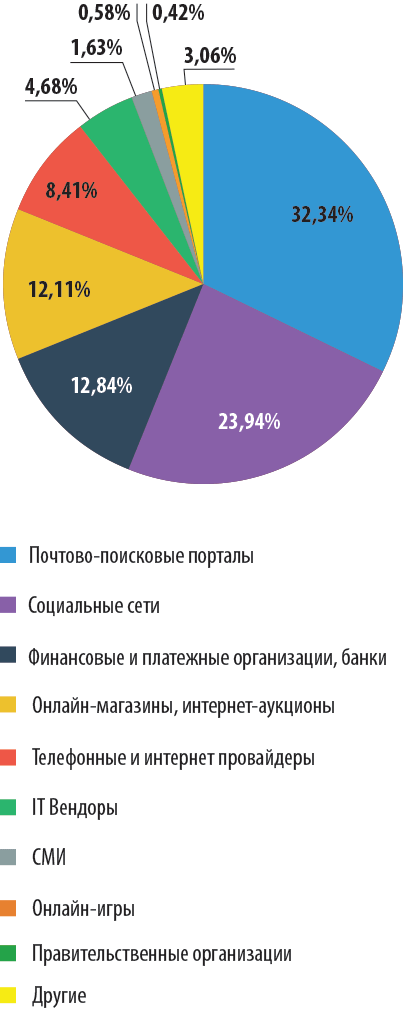 0,58%
0,42%
1,63%
3,06%
4,68%
8,41%
32,34%
12,11%
12,84%
23,94%
Почтово-поисковые порталы
Социальные сети
Финансовые и платежные организации, банки
Онлайн-магазины, интернет-аукционы
Телефонные и интернет провайдеры
IT Вендоры
СМИ
Онлайн-игры
Правительственные организации
Другие